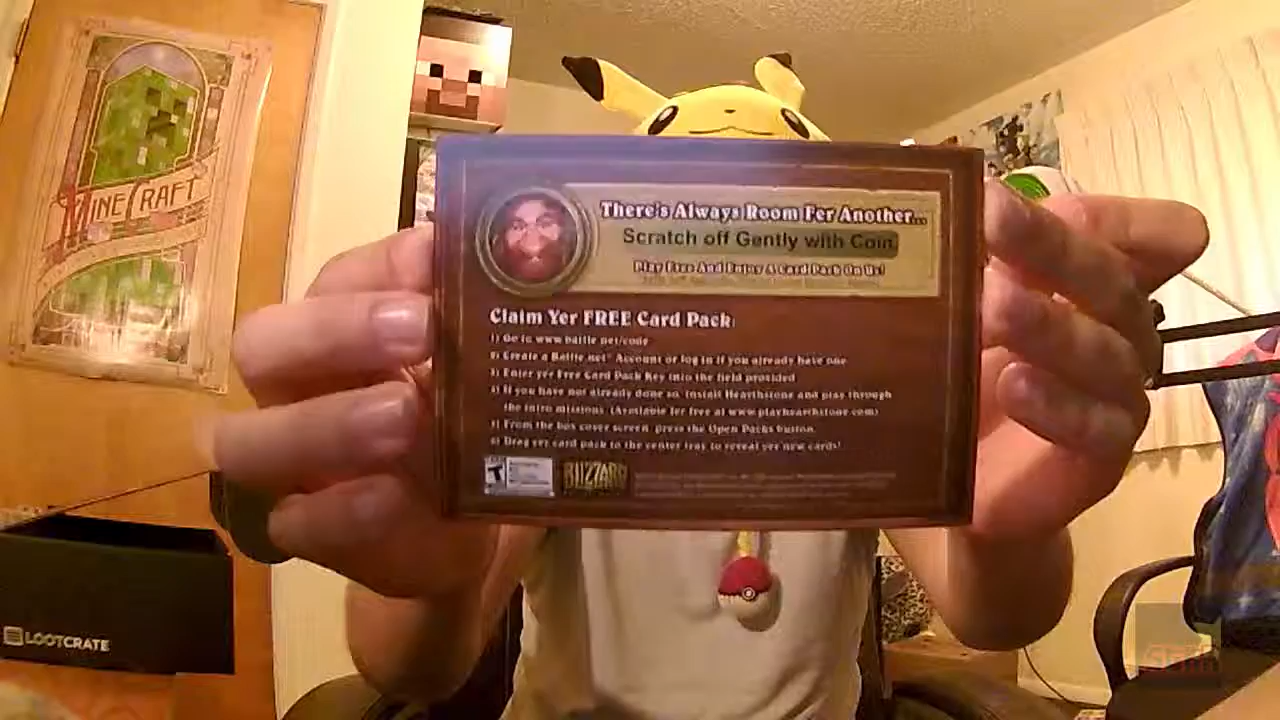 MINECRAFT
There's Always Room Fer Another...
Scratch off Gently with Coin.
Play Free And Enjoy A Card Pack On Us!
Claim Yer FREE Card Pack:
1) Go to www.battle.net/code
2) Create a Battle.net® Account or log in if you already have one
3) Enter yer Free Card Pack Key into the field provided
4) If you have not already done so, install Hearthstone and play through
the intro missions. (Available for free at www.playhearthstone.com)
5) From the box cover screen, press the Open Packs button.
6) Drag yer card pack to the center tray to reveal yer new cards!
T
BLIZZARD
LOOTCRATE